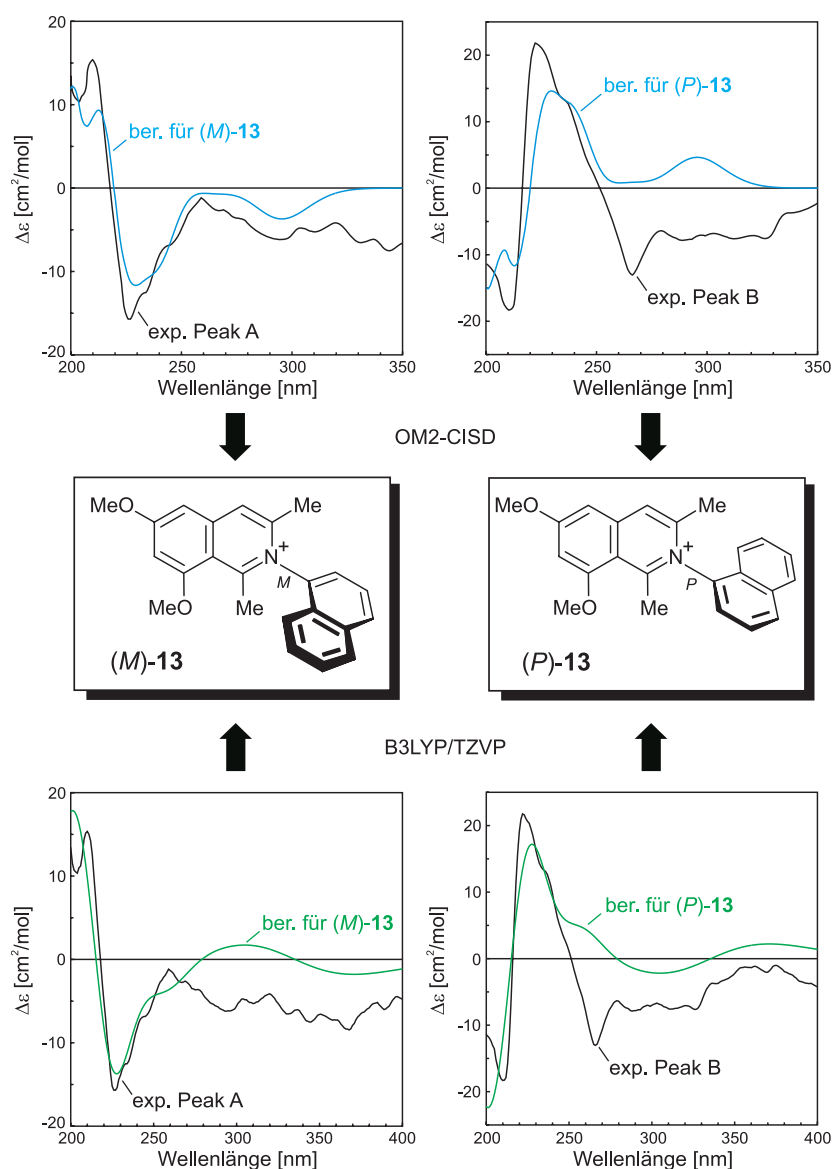 20
10
0
-10
-20
Δε [cm²/mol]
ber. für (M)-13
exp. Peak A
200
250
300
350
Wellenlänge [nm]
20
10
0
-10
-20
Δε [cm²/mol]
ber. für (P)-13
exp. Peak B
200
250
300
350
Wellenlänge [nm]
OM2-CISD
MeO
Me
N
+
M
MeO
Me
(M)-13
MeO
Me
N
+
P
OMe
Me
(P)-13
B3LYP/TZVP
20
10
0
-10
-20
Δε [cm²/mol]
ber. für (M)-13
exp. Peak A
200
250
300
350
400
Wellenlänge [nm]
20
10
0
-10
-20
Δε [cm²/mol]
ber. für (P)-13
exp. Peak B
200
250
300
350
400
Wellenlänge [nm]